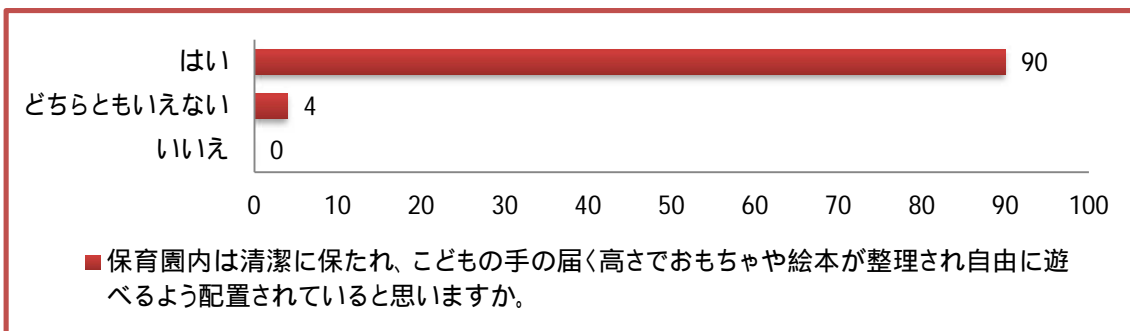 はい 90
どちらともいえない 4
いいえ 0
0 10 20 30 40 50 60 70 80 90 100
保育園内は清潔に保たれ、こどもの手の届く高さでおもちゃや絵本が整理され自由に遊
べるよう配置されていると思いますか。